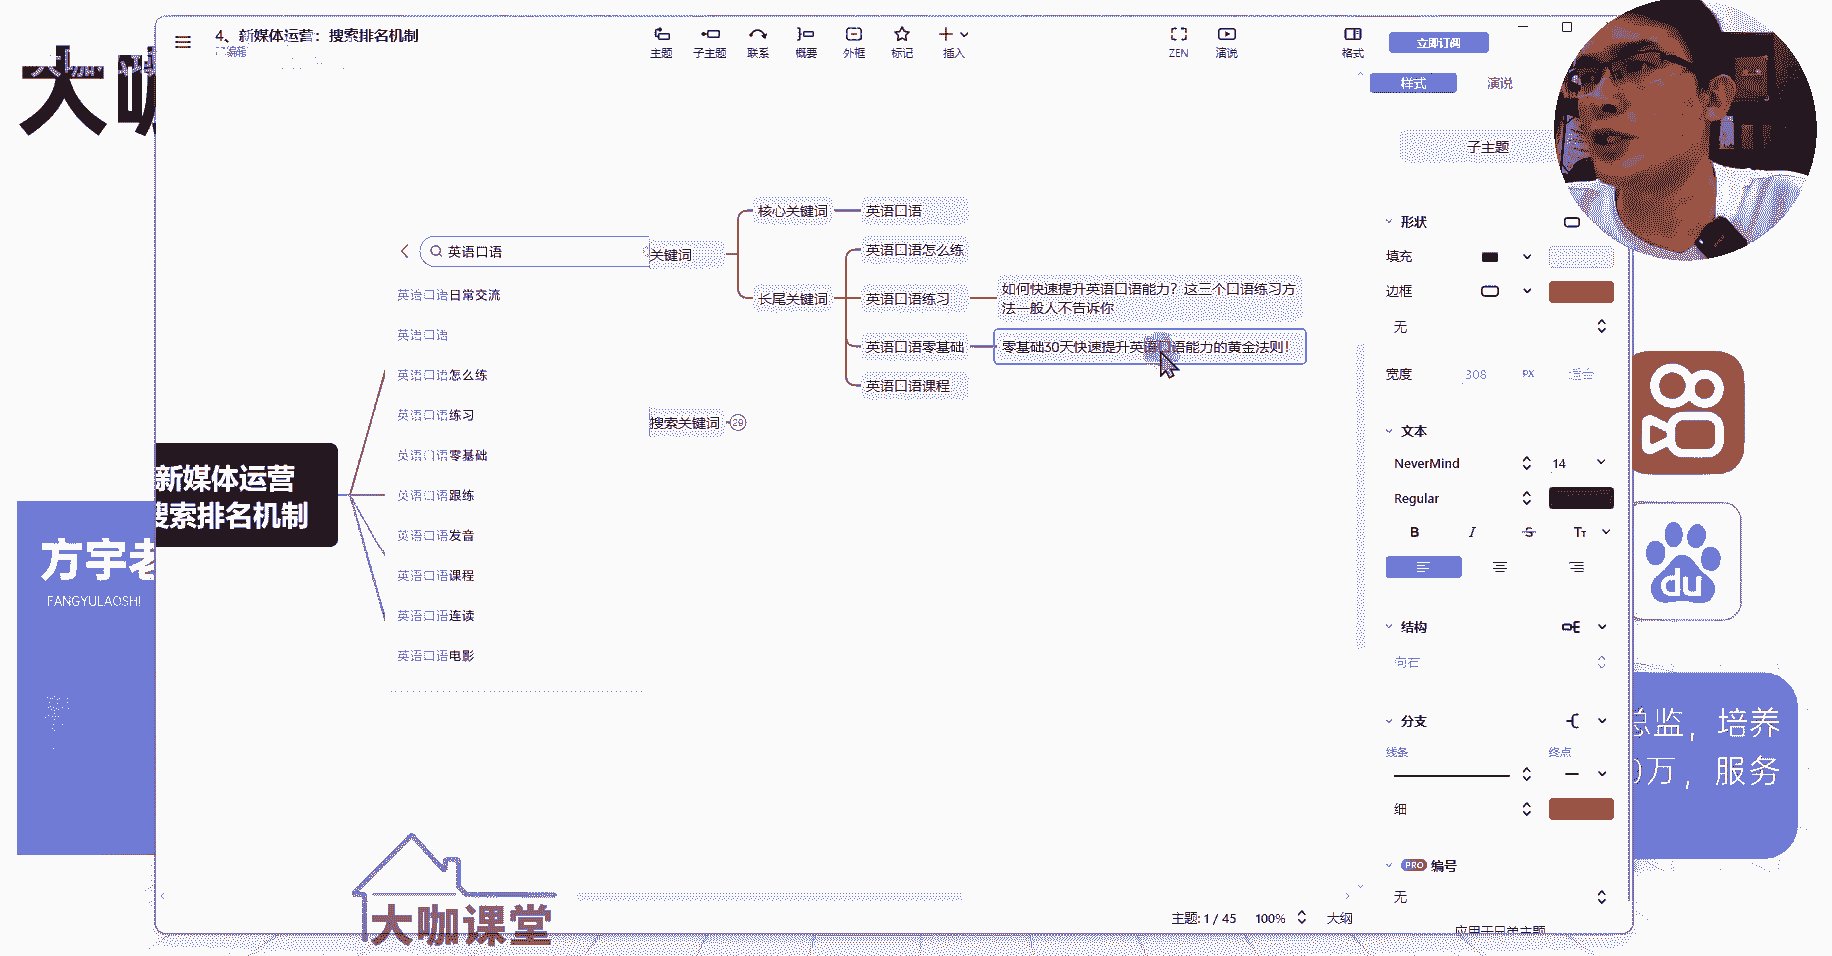 大咖
4、新媒体运营：搜索排名机制
已编辑
主题
子主题
联系
概要
外框
标记
插入
ZEN
演说
格式
立即订阅
样式
演说
子主题
英语口语
英语口语日常交流
英语口语
英语口语怎么练
英语口语练习
英语口语零基础
英语口语跟练
英语口语发音
英语口语课程
英语口语连读
英语口语电影
关键词
核心关键词
英语口语
长尾关键词
英语口语怎么练
英语口语练习
如何快速提升英语口语能力？这三个口语练习方
法一般人不告诉你
英语口语零基础
零基础30天快速提升英语口语能力的黄金法则！
英语口语课程
搜索关键词
29
新媒体运营
搜索排名机制
方宇老
FANGYULAOSHI
形状
填充
边框
无
宽度
308
PX
适合
文本
NeverMind
14
Regular
B
I
S
TT
结构
向右
分支
线条
终点
细
PRO 编号
无
应用于已单主题
du
总监，培养
0万，服务
大咖课堂
主题: 1 / 45
100%
大纲